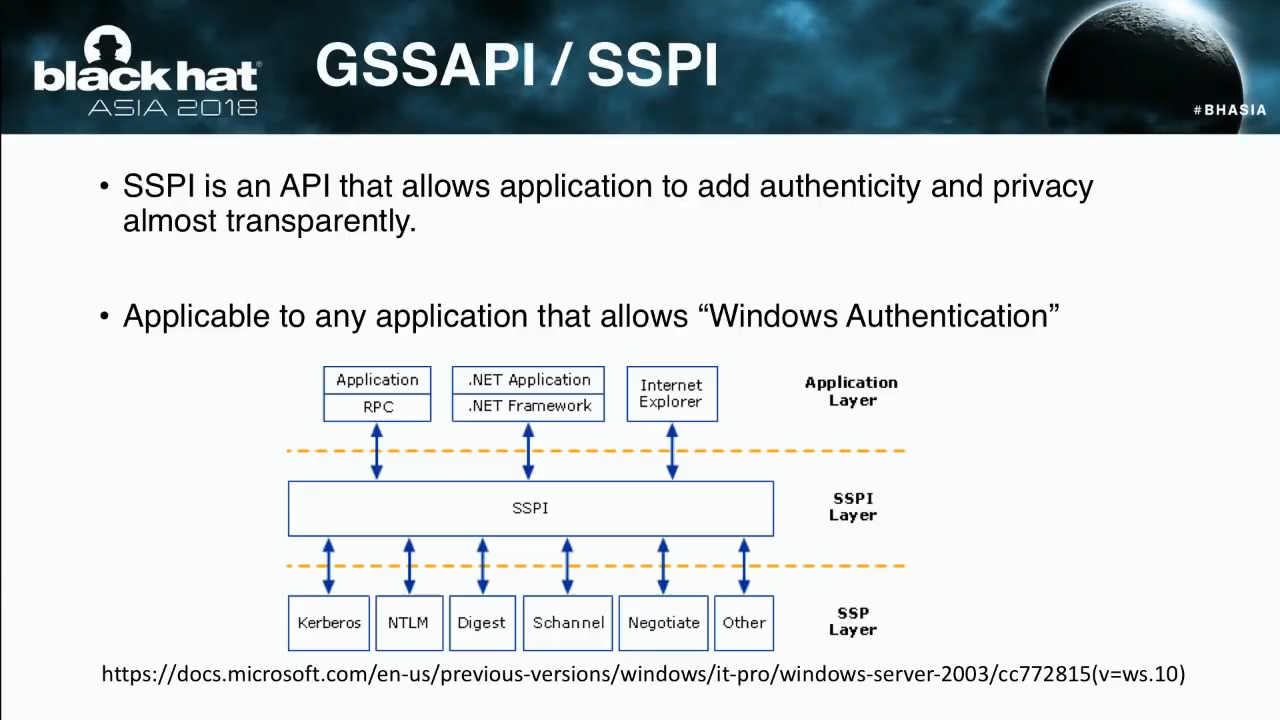 black hat®
ASIA 2018
GSSAPI / SSPI
#BHASIA
• SSPI is an API that allows application to add authenticity and privacy
almost transparently.
• Applicable to any application that allows “Windows Authentication”
Application
RPC
.NET Application
.NET Framework
Internet
Explorer
Application
Layer
SSPI
SSPI
Layer
Kerberos
NTLM
Digest
Schannel
Negotiate
Other
SSP
Layer
https://docs.microsoft.com/en-us/previous-versions/windows/it-pro/windows-server-2003/cc772815(v=ws.10)